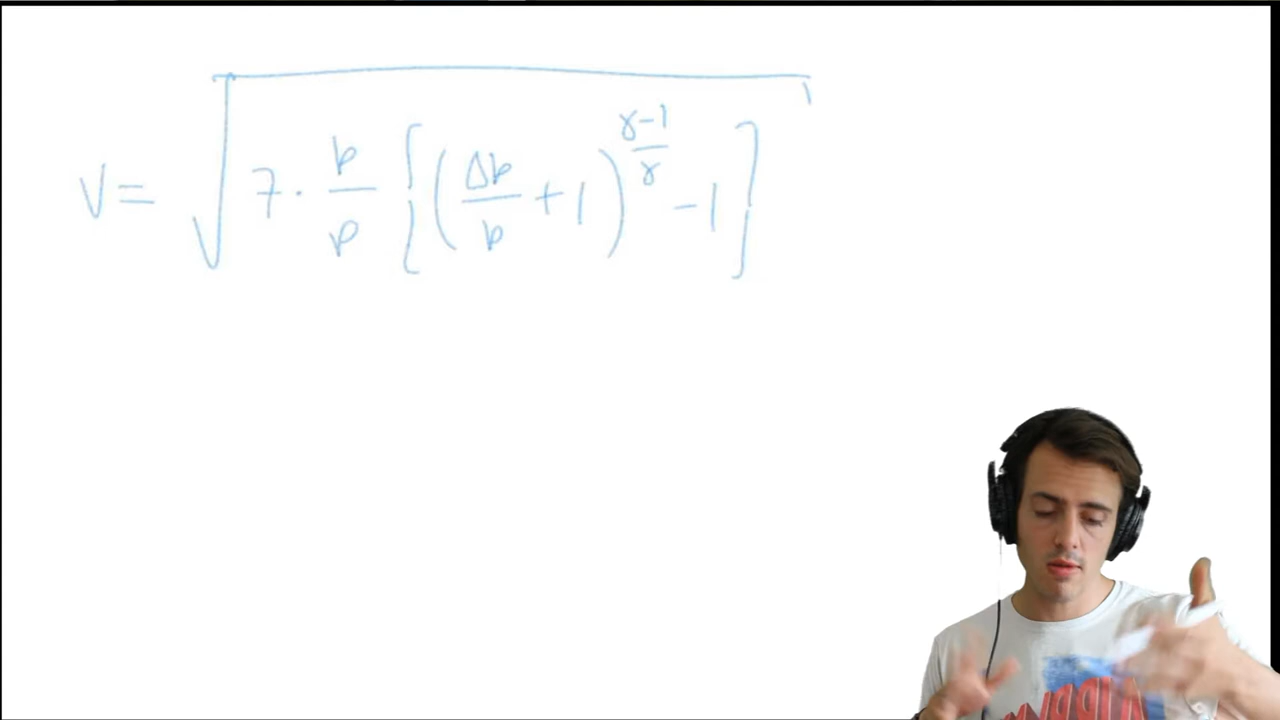 V = √(7 · p/ρ [(Δp/p + 1)^((γ-1)/γ) - 1])